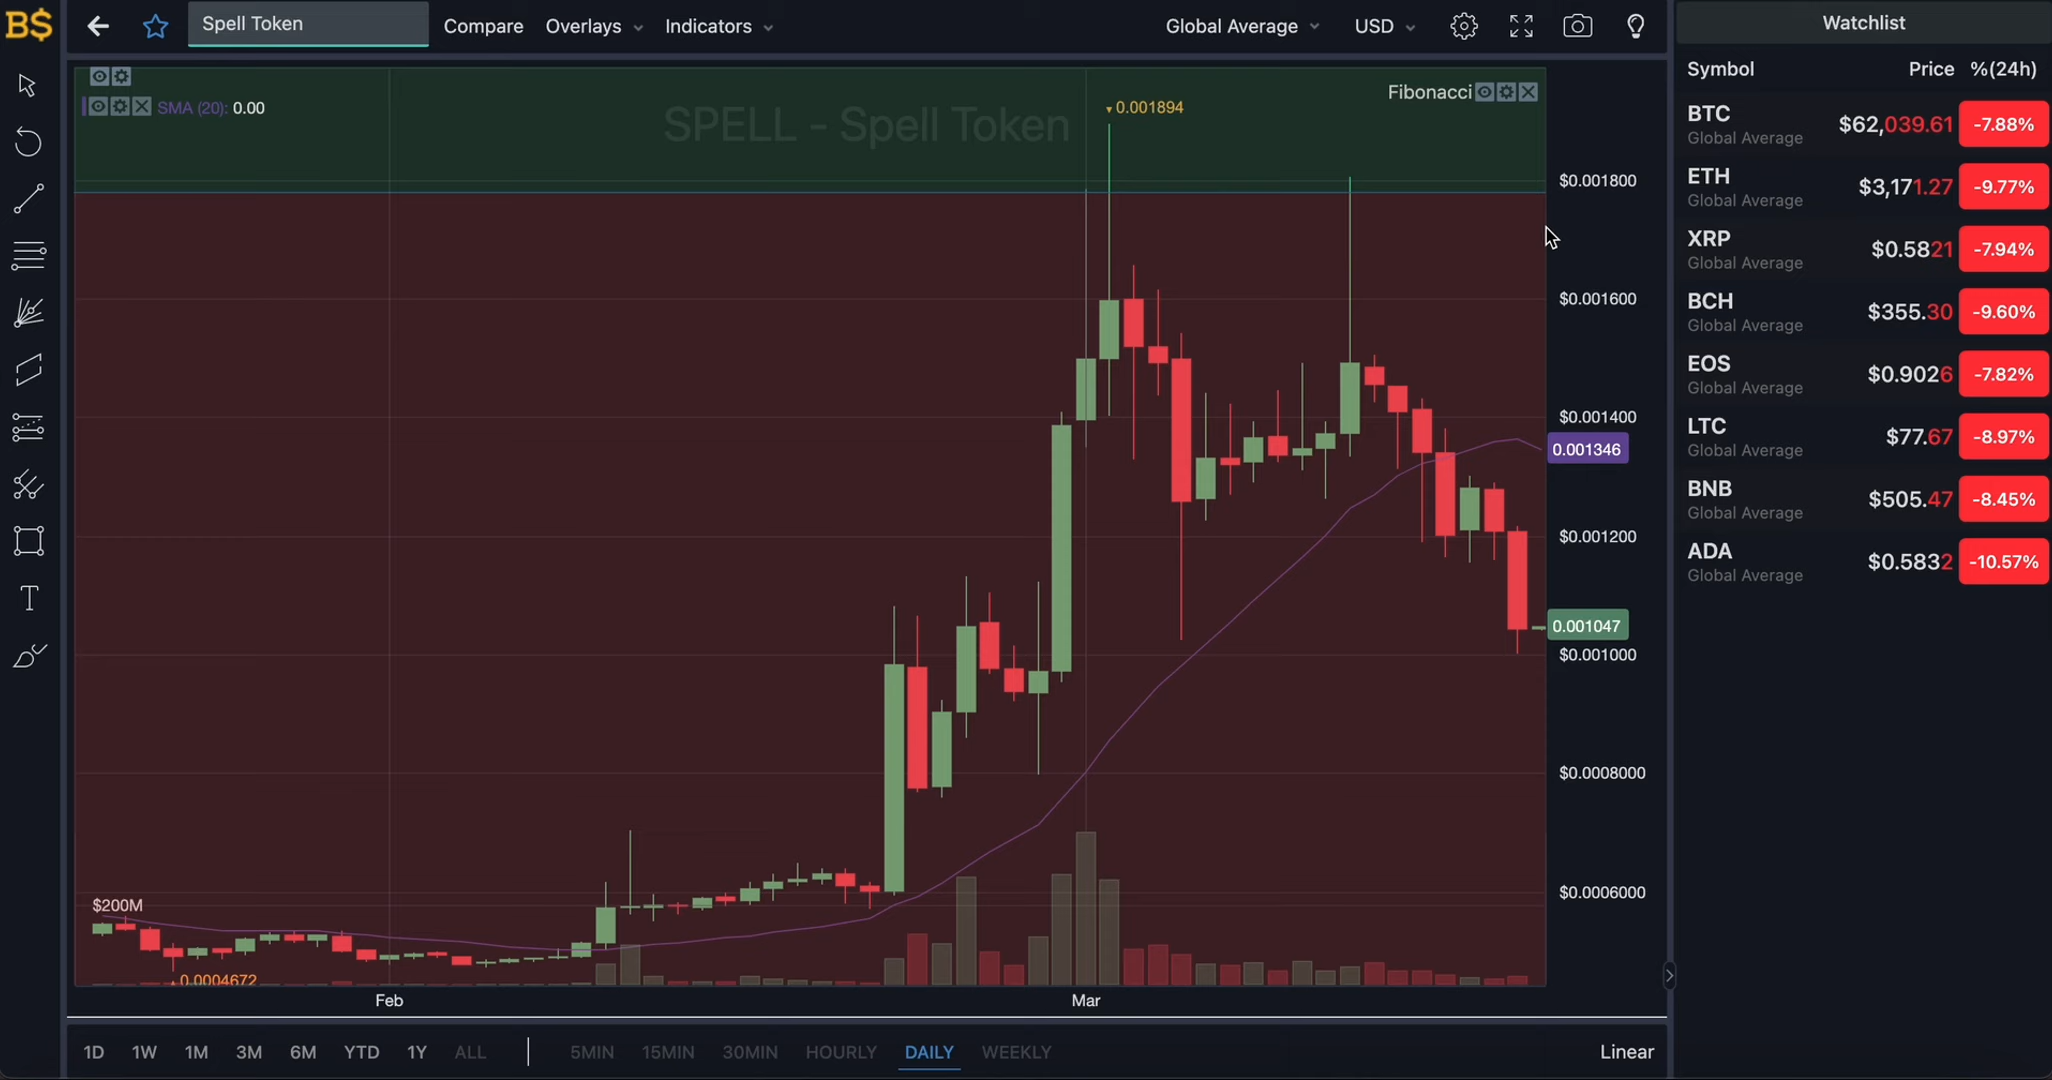 B$
Spell Token
Compare
Overlays
Indicators
Global Average
USD
Watchlist
Symbol Price %(24h)
SMA (20): 0.00
SPELL - Spell Token
Fibonacci
0.001894
0.0004672
$200M
$0.001800
$0.001600
$0.001400
0.001346
$0.001200
0.001047
$0.001000
$0.0008000
$0.0006000
Feb
Mar
BTC $62,039.61 -7.88%
Global Average
ETH $3,171.27 -9.77%
Global Average
XRP $0.5821 -7.94%
Global Average
BCH $355.30 -9.60%
Global Average
EOS $0.9026 -7.82%
Global Average
LTC $77.67 -8.97%
Global Average
BNB $505.47 -8.45%
Global Average
ADA $0.5832 -10.57%
Global Average
T
1D 1W 1M 3M 6M YTD 1Y ALL 5MIN 15MIN 30MIN HOURLY DAILY WEEKLY Linear